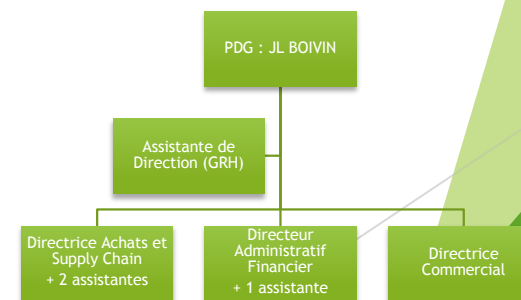 PDG : JL BOIVIN
Assistante de
Direction (GRH)
Directrice Achats et
Supply Chain
+ 2 assistantes
Directeur
Administratif
Financier
+ 1 assistante
Directrice
Commercial